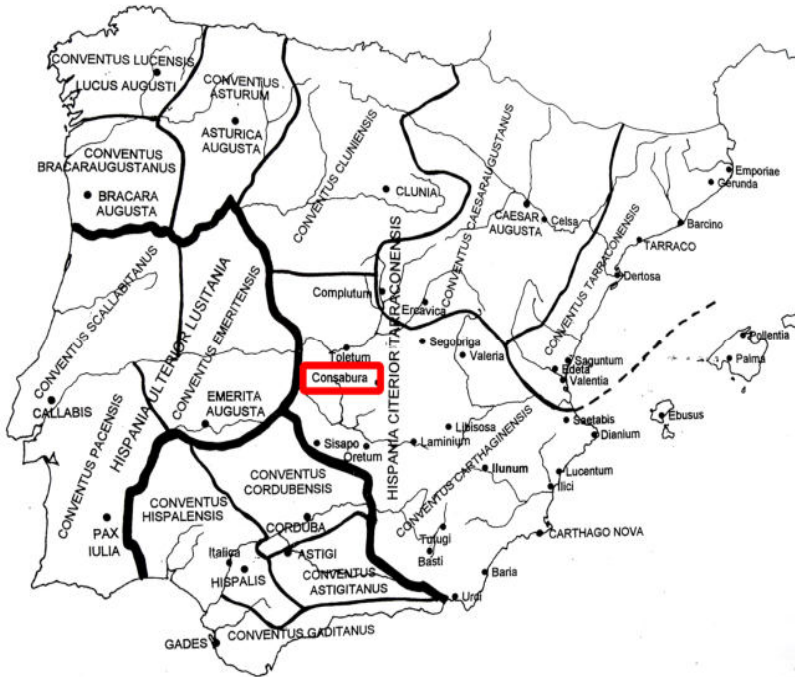 CONVENTUS LUCENSIS
LUCUS AUGUSTI
CONVENTUS
ASTURUM
ASTURICA
AUGUSTA
CONVENTUS
BRACARAUGUSTANUS
BRACARA
AUGUSTA
CONVENTUS CLUNIENSIS
CLUNIA
CONVENTUS CAESARAUGUSTANUS
CAESAR
AUGUSTA
Celsa
Emporiae
Gerunda
Barcino
TARRACO
Dertosa
CONVENTUS TARRACONENSIS
CONVENTUS SCALLABITANUS
HISPANIA ULTERIOR LUSITANIA
CONVENTUS EMERITENSIS
HISPANIA CITERIOR TARRACONENSIS
Complutum
Ercavica
Segobriga
Valeria
Toletum
Consabura
Saguntum
Edeta
Valentia
Pollentia
Palma
Ebusus
CALLABIS
EMERITA
AUGUSTA
CONVENTUS PACENSIS
Saetabis
Dianium
Libisosa
Laminium
Sisapo
Oretum
CONVENTUS CARTHAGINENSIS
Ilunum
Lucentum
Ilici
CONVENTUS
CORDUBENSIS
CORDUBA
CONVENTUS
HISPALENSIS
PAX
IULIA
Italica
HISPALIS
ASTIGI
CONVENTUS
ASTIGITANUS
Tutugi
Basti
CARTHAGO NOVA
Baria
Urci
CONVENTUS GADITANUS
GADES